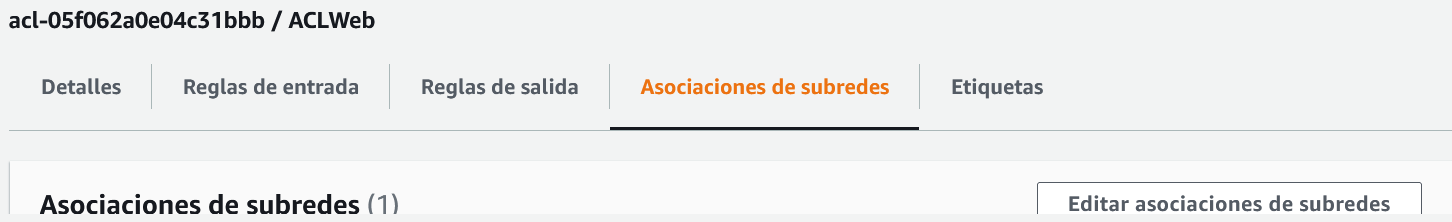 acl-05f062a0e04c31bbb / ACLWeb
Detalles Reglas de entrada Reglas de salida Asociaciones de subredes Etiquetas
Asociaciones de subredes (1) Editar asociaciones de subredes